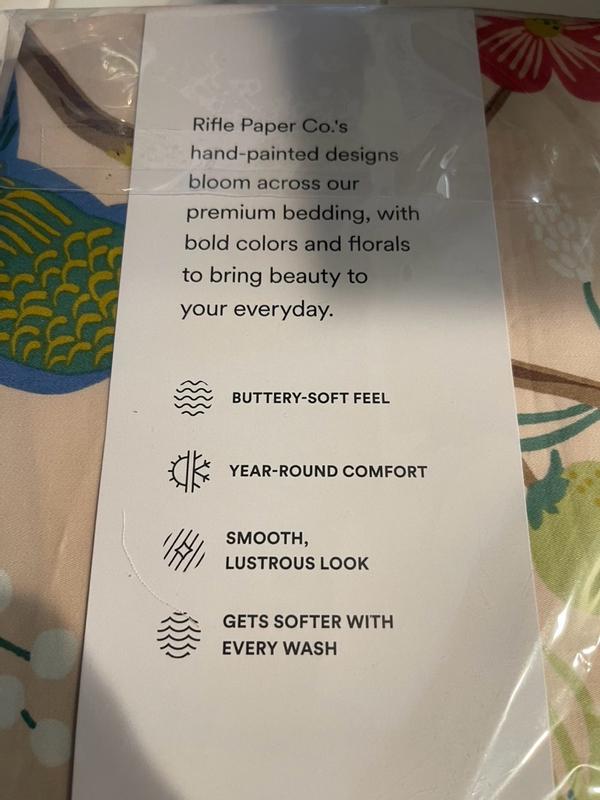 Rifle Paper Co.'s
hand-painted designs
bloom across our
premium bedding, with
bold colors and florals
to bring beauty to
your everyday.
BUTTERY-SOFT FEEL
YEAR-ROUND COMFORT
SMOOTH,
LUSTROUS LOOK
GETS SOFTER WITH
EVERY WASH